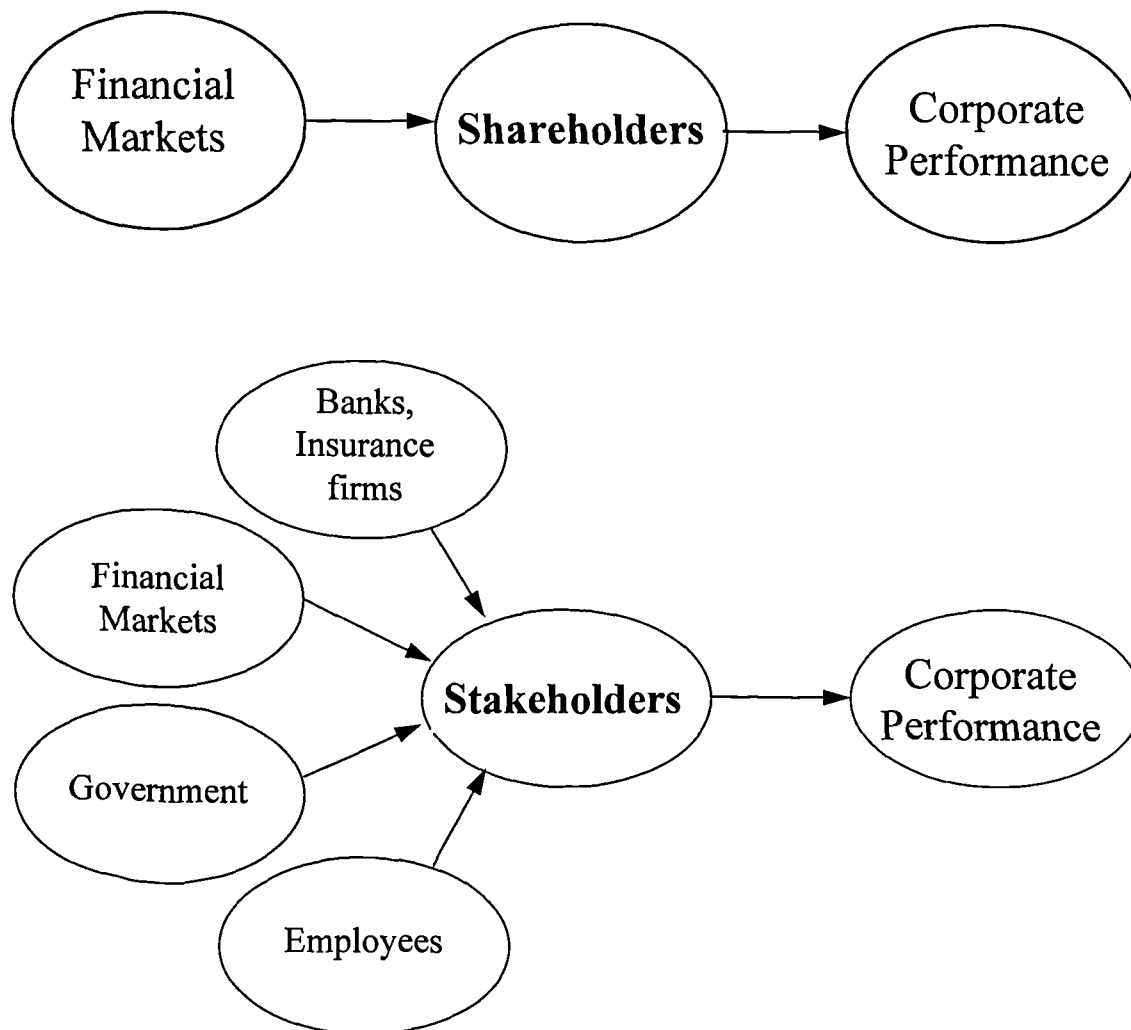 Financial
Markets
Shareholders
Corporate
Performance
Banks,
Insurance
firms
Financial
Markets
Stakeholders
Corporate
Performance
Government
Employees